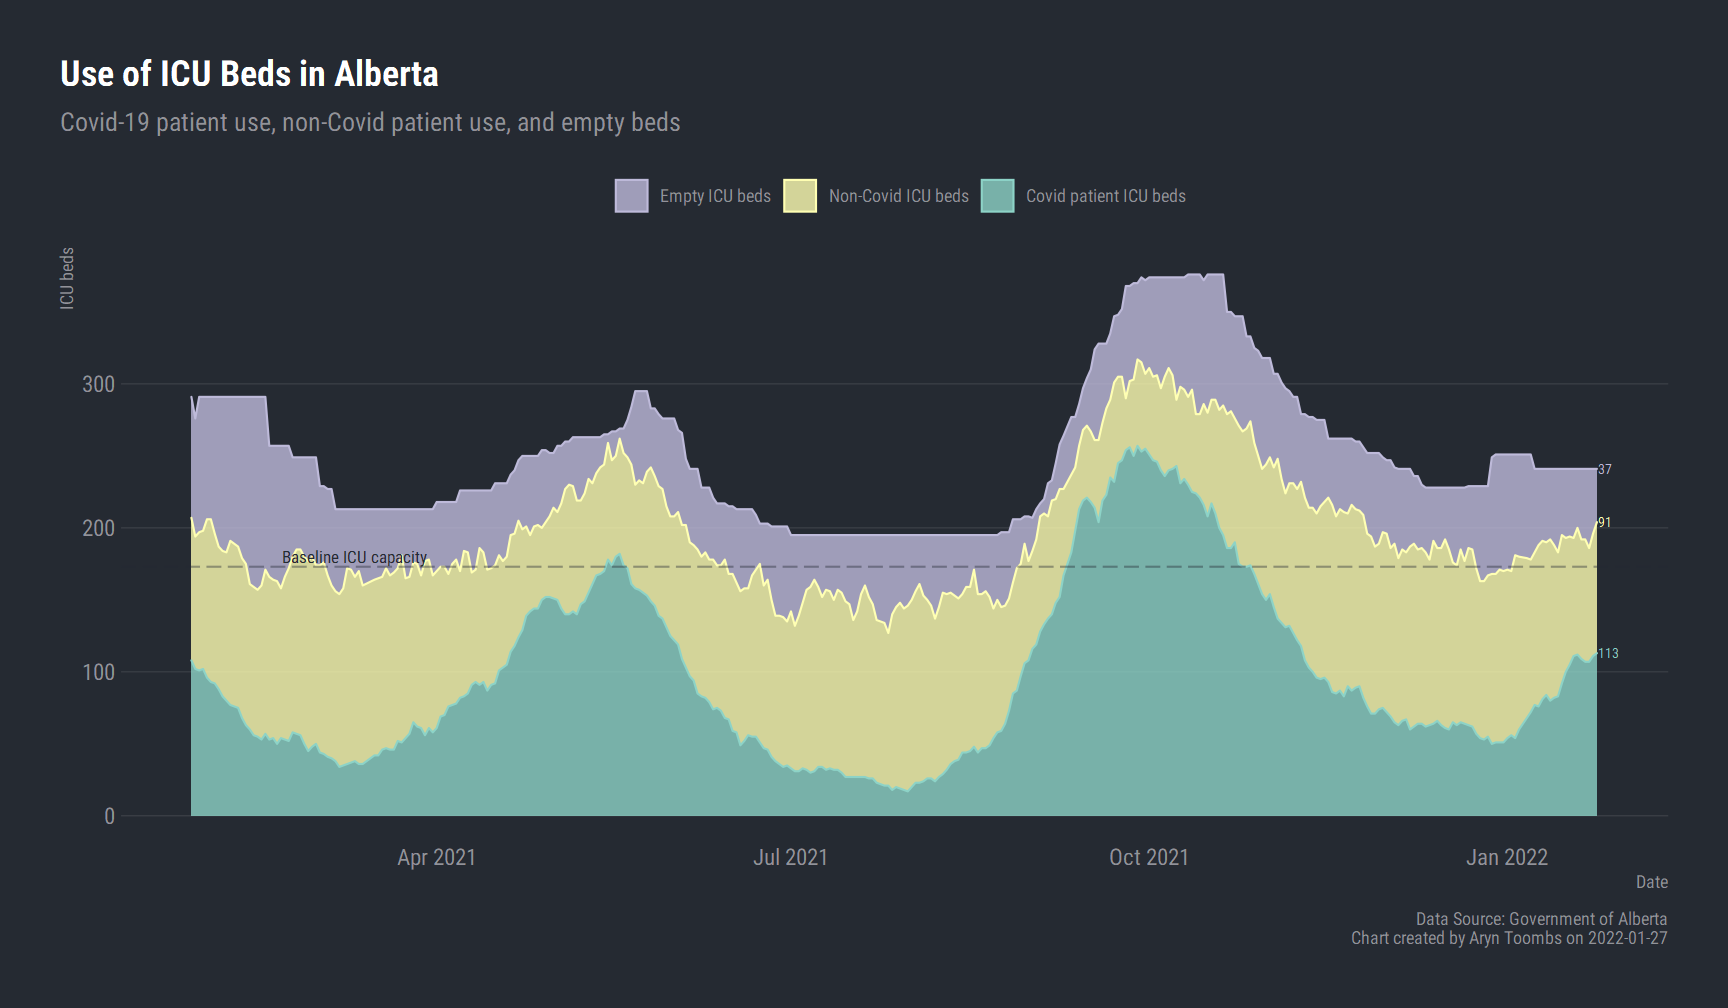 Use of ICU Beds in Alberta
Covid-19 patient use, non-Covid patient use, and empty beds
Empty ICU beds
Non-Covid ICU beds
Covid patient ICU beds
ICU beds
300
200
100
0
Baseline ICU capacity
37
91
113
Apr 2021
Jul 2021
Oct 2021
Jan 2022
Date
Data Source: Government of Alberta
Chart created by Aryn Toombs on 2022-01-27